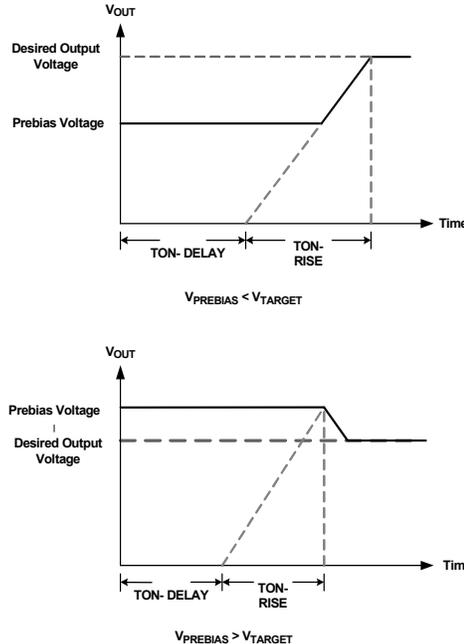 VOUT
Desired Output
Voltage
Prebias Voltage
Time
TON- DELAY
TON-
RISE
VPREBIAS < VTARGET
VOUT
Prebias Voltage
Desired Output
Voltage
Time
TON- DELAY
TON-
RISE
VPREBIAS > VTARGET